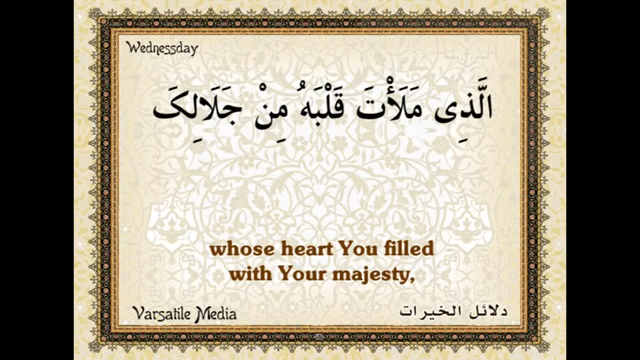 Wednessday
الَّذِى مَلَأْتَ قَلْبَهُ مِنْ جَلَالِكَ
whose heart You filled
with Your majesty,
Varsatile Media
دلائل الخيرات